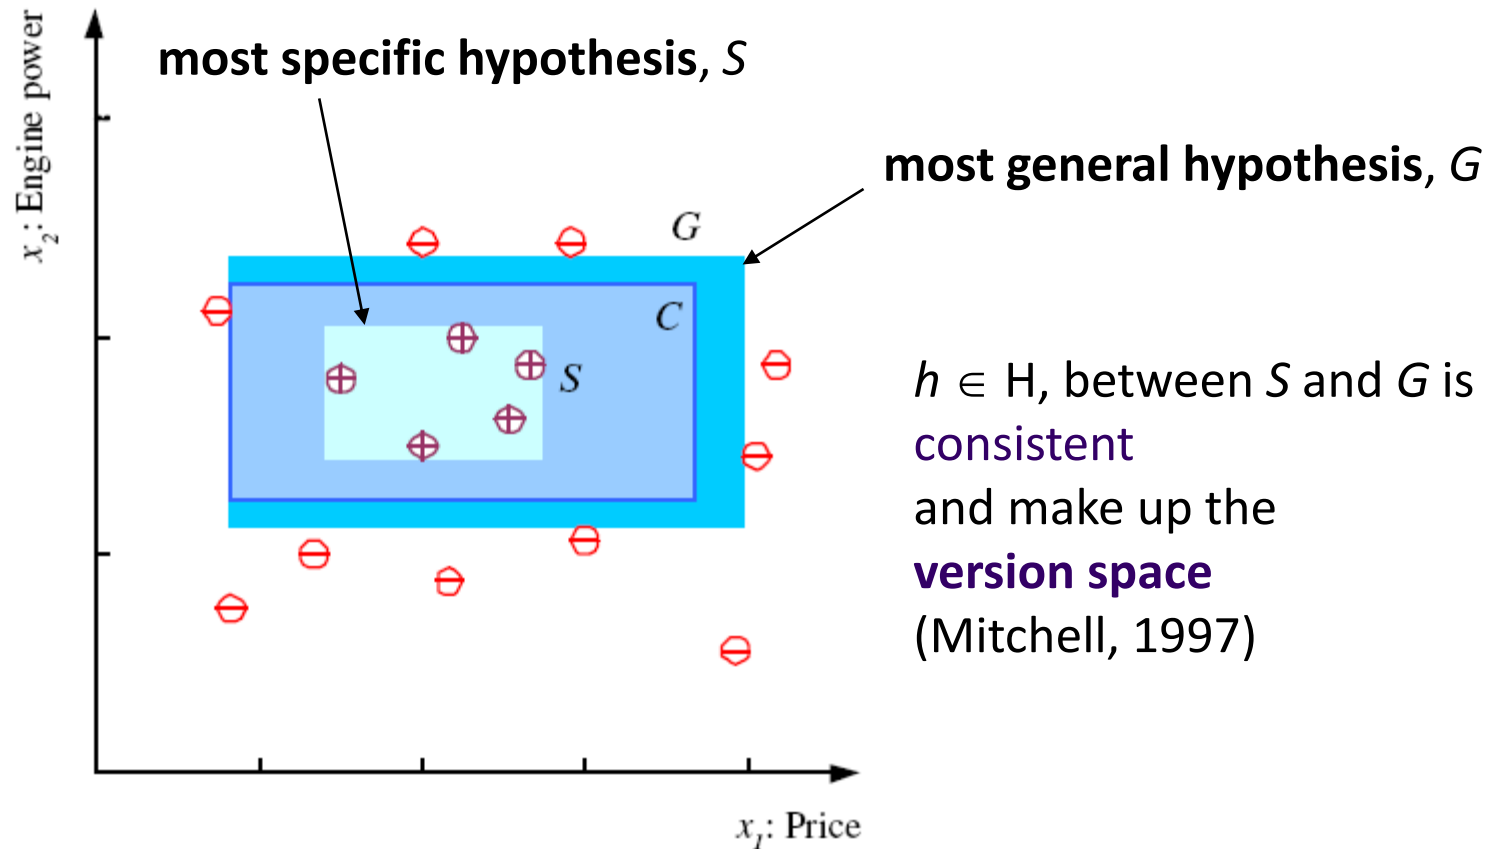 most specific hypothesis, S
x2: Engine power
most general hypothesis, G
G
C
S
h ∈ H, between S and G is
consistent
and make up the
version space
(Mitchell, 1997)
x1: Price